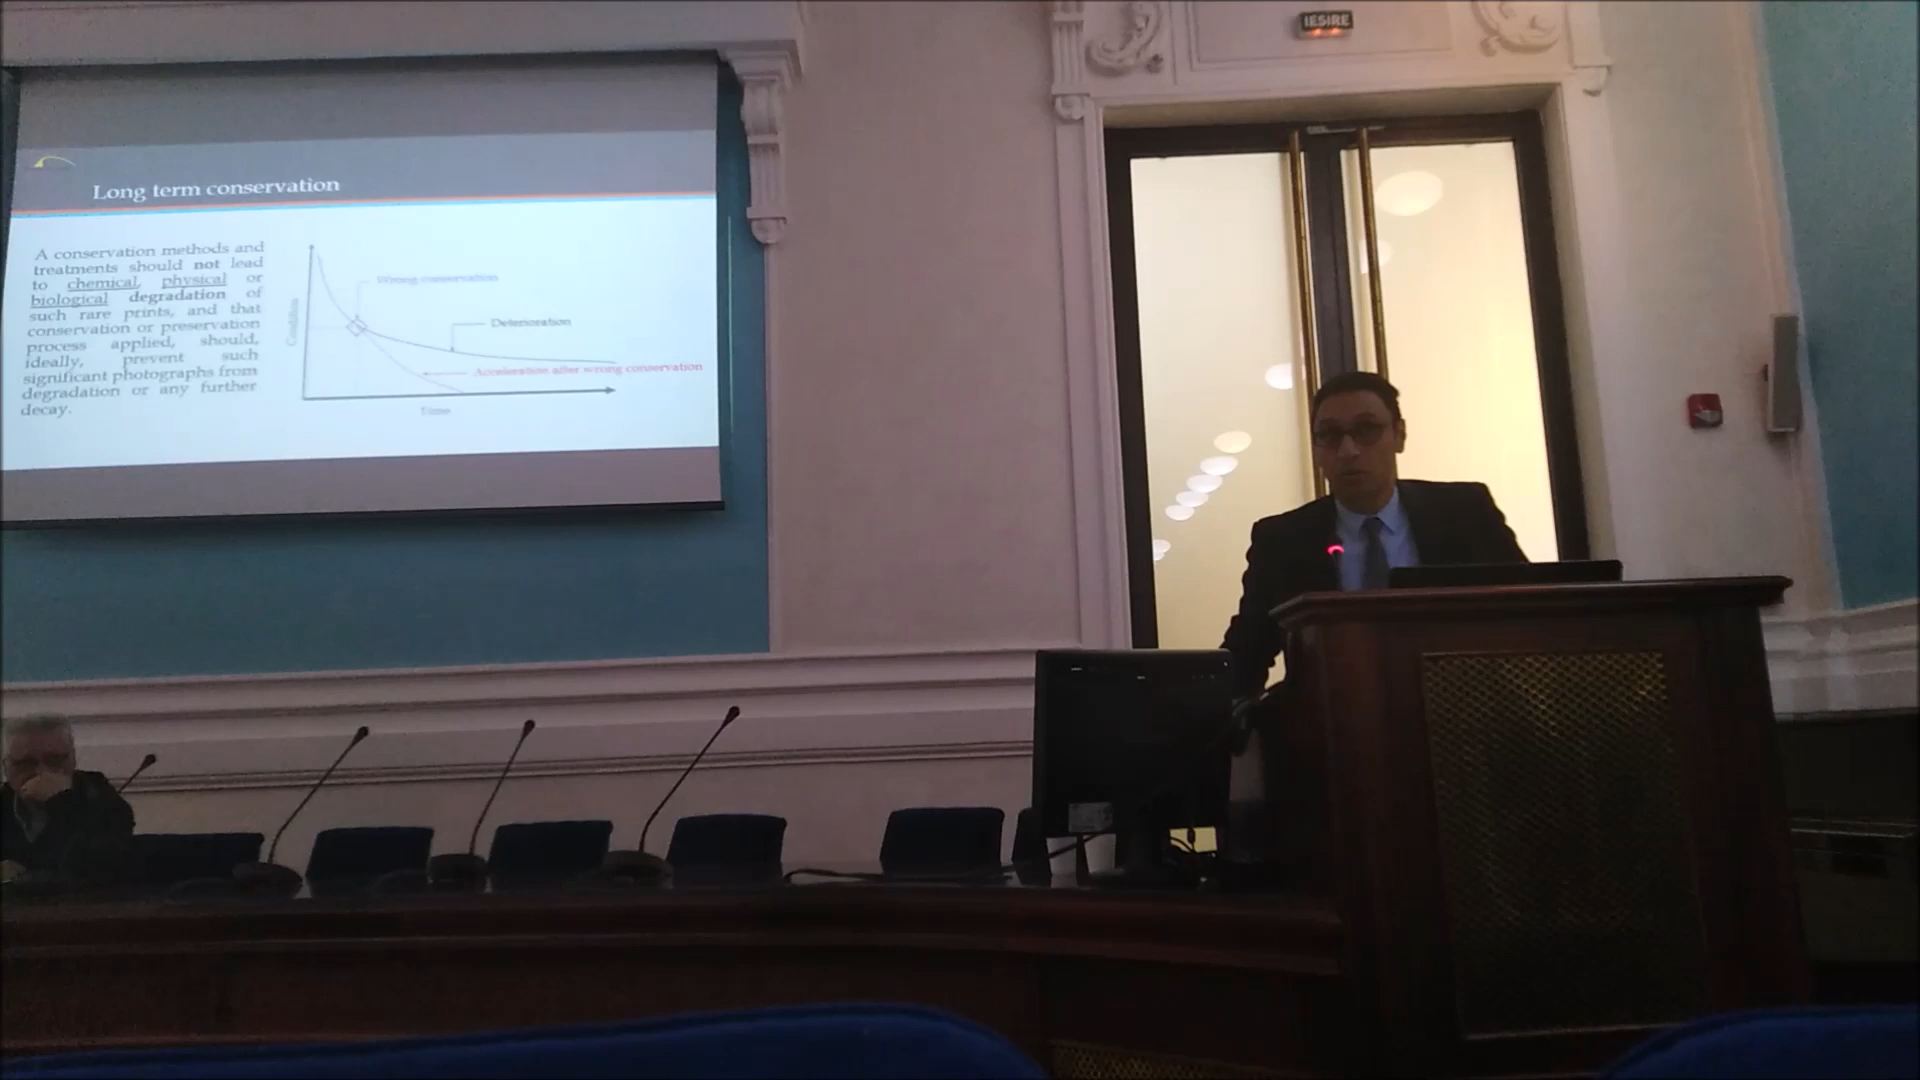 IESIRE
Long term conservation
A conservation methods and
treatments should not lead
to chemical, physical or
biological degradation of
such rare prints, and that
conservation or preservation
process applied, should,
ideally, prevent such
significant photographs from
degradation or any further
decay.
Condition
Wrong conservation
Deterioration
Acceleration after wrong conservation
Time